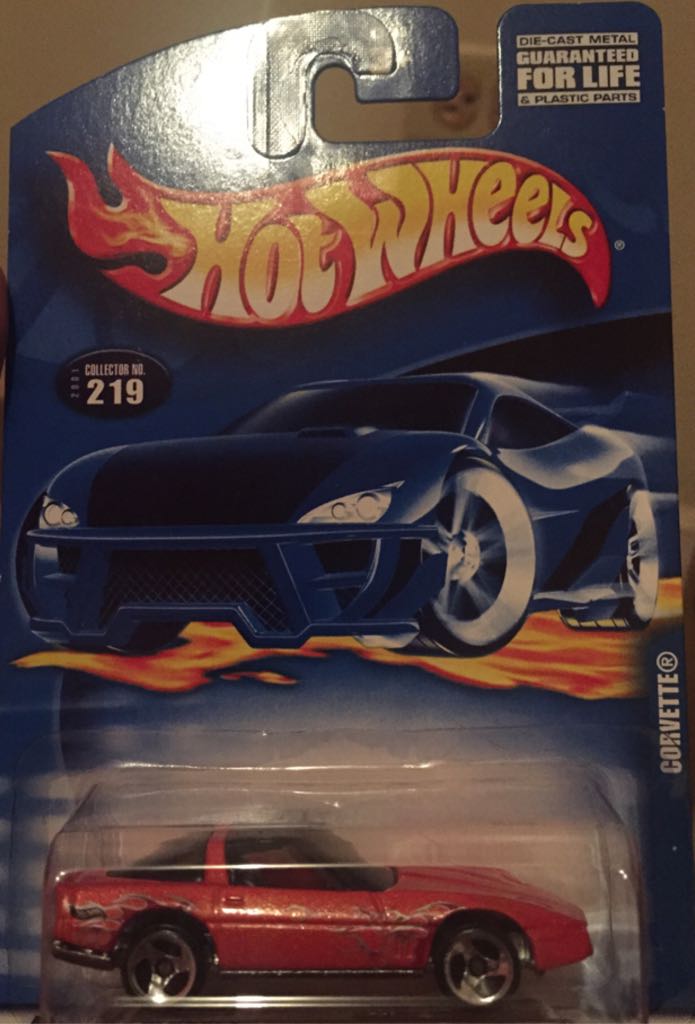 DIE-CAST METAL
GUARANTEED
FOR LIFE
& PLASTIC PARTS
HOT WHEELS®
2001
COLLECTOR NO.
219
CORVETTE®